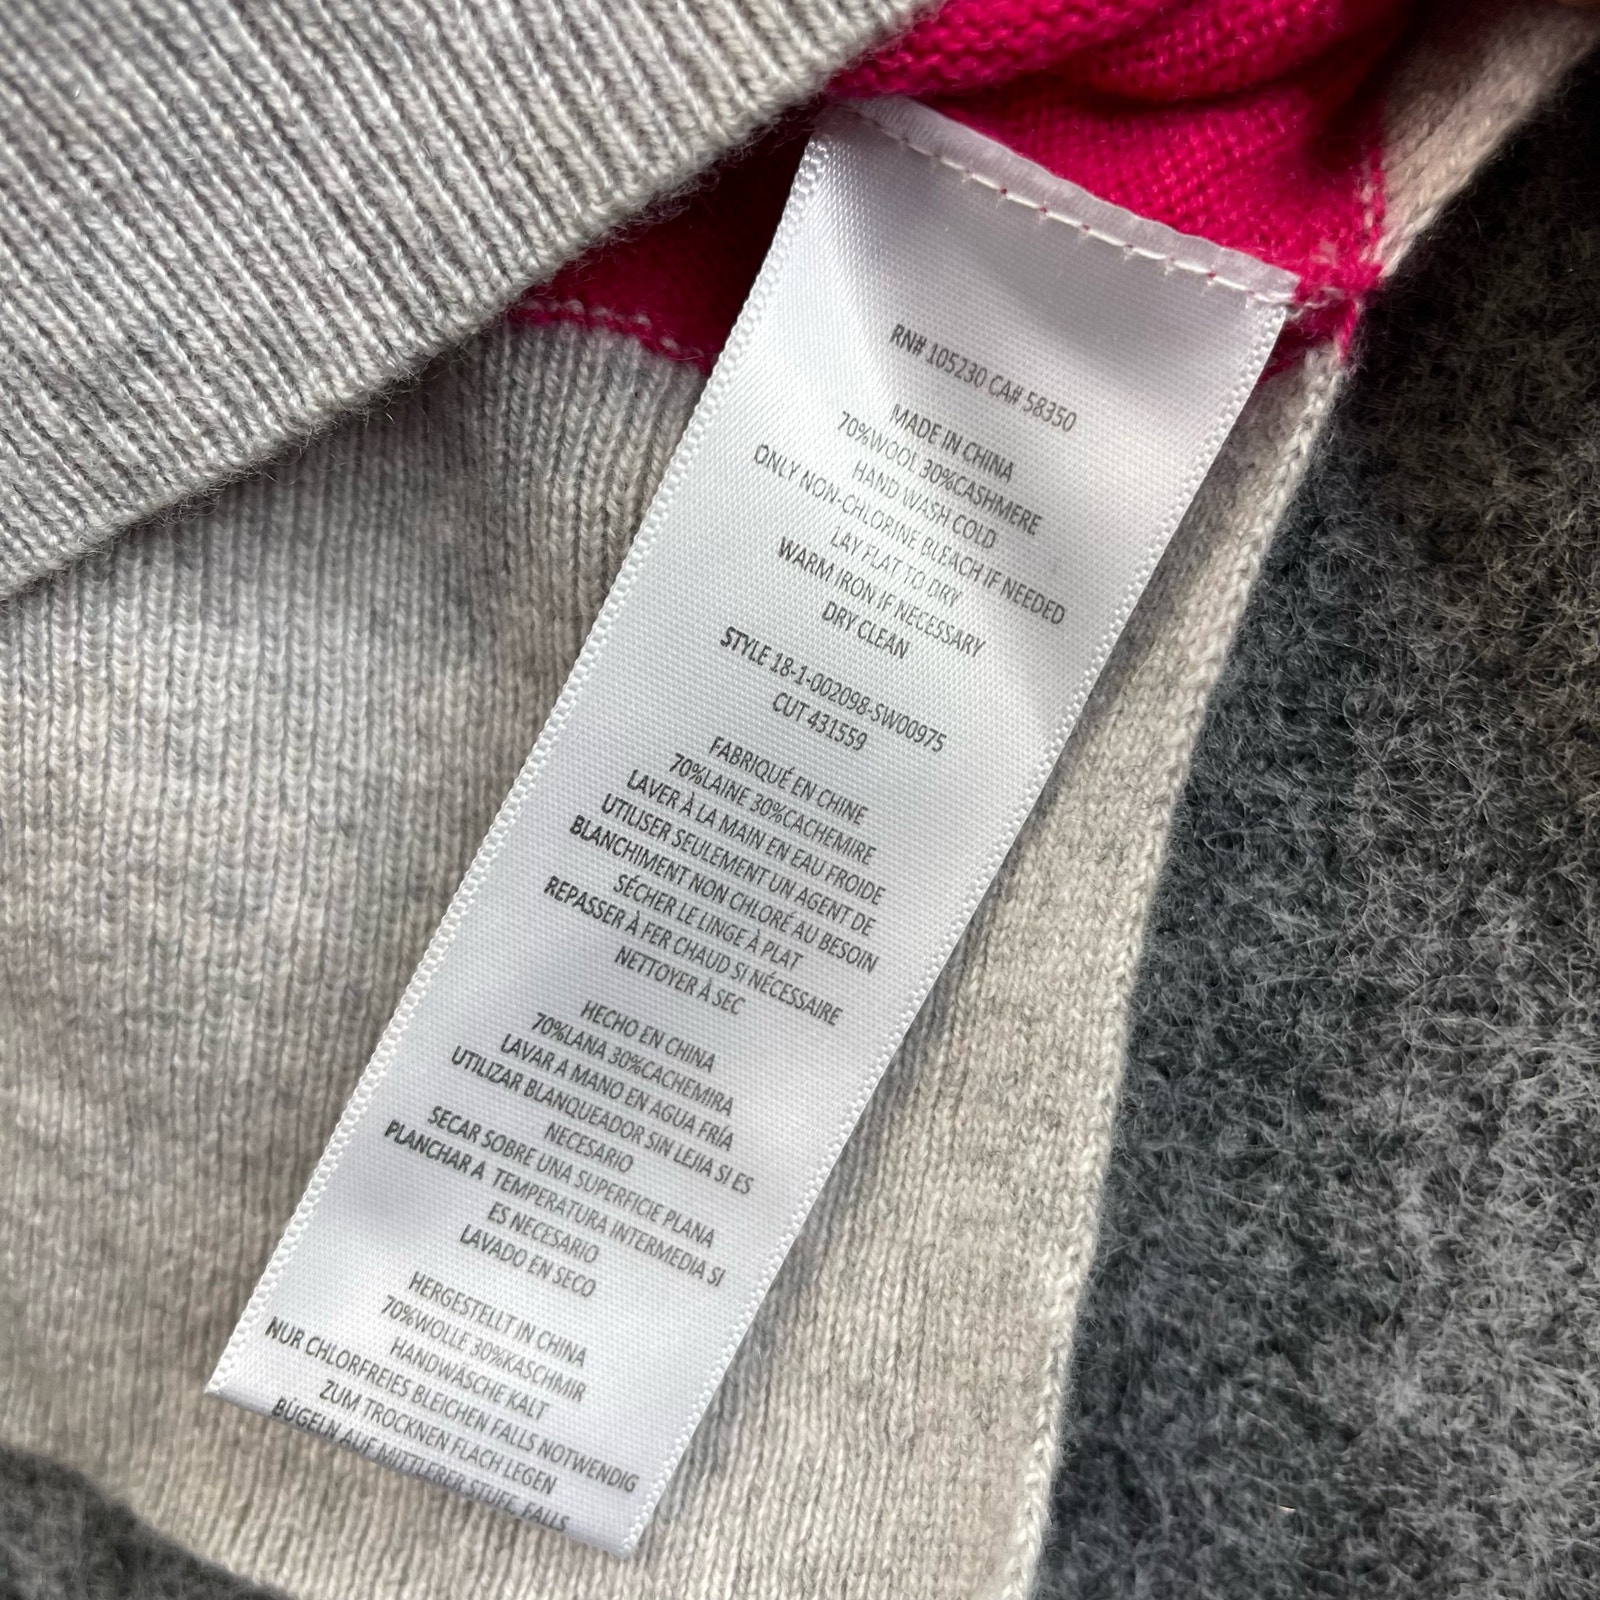 RN# 105230 CA# 58350
MADE IN CHINA
70%WOOL 30%CASHMERE
HAND WASH COLD
ONLY NON-CHLORINE BLEACH IF NEEDED
LAY FLAT TO DRY
WARM IRON IF NECESSARY
DRY CLEAN
STYLE 18-1-002098-SW00975
CUT 431559
FABRIQUÉ EN CHINE
70%LAINE 30%CACHEMIRE
LAVER À LA MAIN EN EAU FROIDE
UTILISER SEULEMENT UN AGENT DE
BLANCHIMENT NON CHLORÉ AU BESOIN
SÉCHER LE LINGE À PLAT
REPASSER À FER CHAUD SI NÉCESSAIRE
NETTOYER À SEC
HECHO EN CHINA
70%LANA 30%CACHEMIRA
LAVAR A MANO EN AGUA FRÍA
UTILIZAR BLANQUEADOR SIN LEJIA SI ES
NECESARIO
SECAR SOBRE UNA SUPERFICIE PLANA
PLANCHAR A TEMPERATURA INTERMEDIA SI
ES NECESARIO
LAVADO EN SECO
HERGESTELLT IN CHINA
70%WOLLE 30%KASCHMIR
HANDWÄSCHE KALT
NUR CHLORFREIES BLEICHEN FALLS NOTWENDIG
ZUM TROCKNEN FLACH LEGEN
BÜGELN AUF MITTLERER STUFE, FALLS